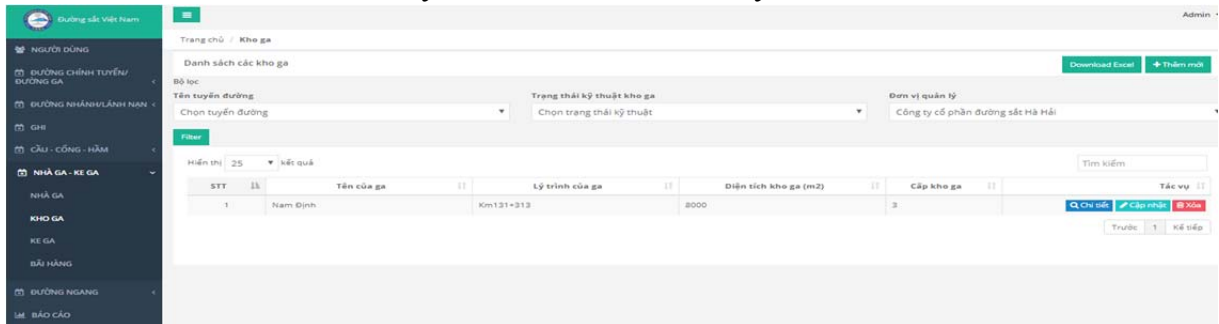 Đường sắt Việt Nam
Admin
NGƯỜI DÙNG
ĐƯỜNG CHÍNH TUYẾN/
ĐƯỜNG GA
ĐƯỜNG NHÁNH/LÁNH NẠN
GHI
CẦU - CỐNG - HẦM
NHÀ GA - KE GA
NHÀ GA
KHO GA
KE GA
BÃI HÀNG
ĐƯỜNG NGANG
BÁO CÁO
Trang chủ / Kho ga
Danh sách các kho ga
Download Excel
+ Thêm mới
Bộ lọc
Tên tuyến đường
Trạng thái kỹ thuật kho ga
Đơn vị quản lý
Chọn tuyến đường
Chọn trạng thái kỹ thuật
Công ty cổ phần đường sắt Hà Hải
Filter
Hiển thị 25 kết quả
Tìm kiếm
STT Tên của ga Lý trình của ga Diện tích kho ga (m2) Cấp kho ga Tác vụ
1 Nam Định Km131+313 8000 3 Chi tiết Cập nhật Xóa
Trước 1 Kế tiếp